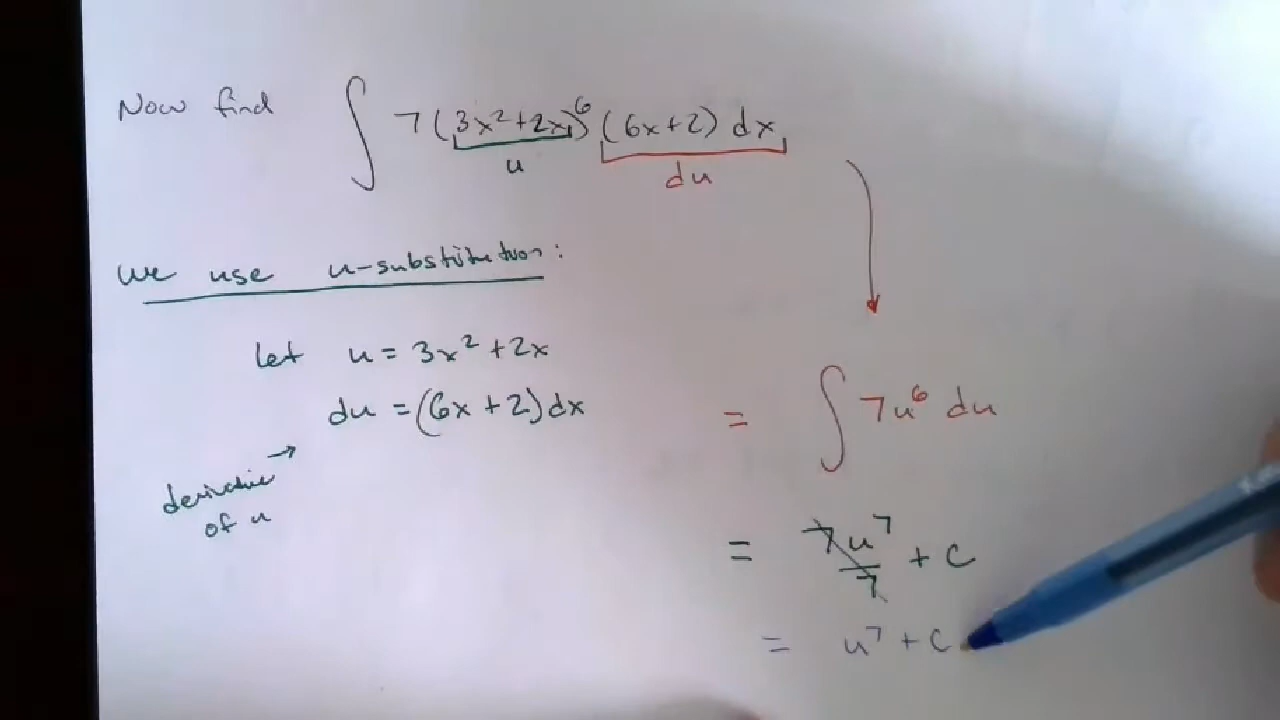 Now find ∫ 7(3x²+2x)⁶(6x+2) dx
u du
We use u-substitution:
Let u = 3x²+2x
du = (6x+2)dx
derivative of u →
= ∫ 7u⁶ du
= 7u⁷/7 + C
= u⁷ + C